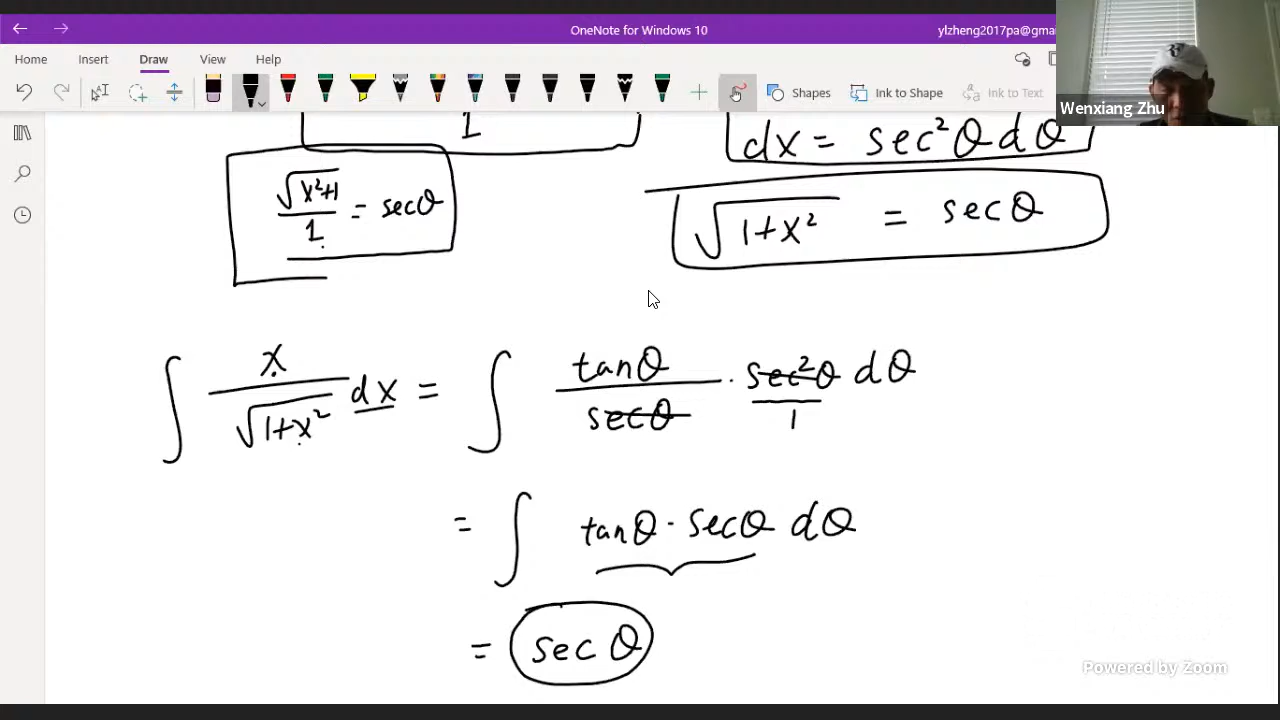 OneNote for Windows 10
ylzheng2017pa@gma
Home Insert Draw View Help
Shapes Ink to Shape Ink to Text
Wenxiang Zhu
1
dx = sec²θ dθ
√(x²+1)/1 = secθ
√(1+x²) = secθ
∫ x/√(1+x²) dx = ∫ tanθ/secθ · sec²θ/1 dθ
= ∫ tanθ · secθ dθ
= secθ
Powered by Zoom